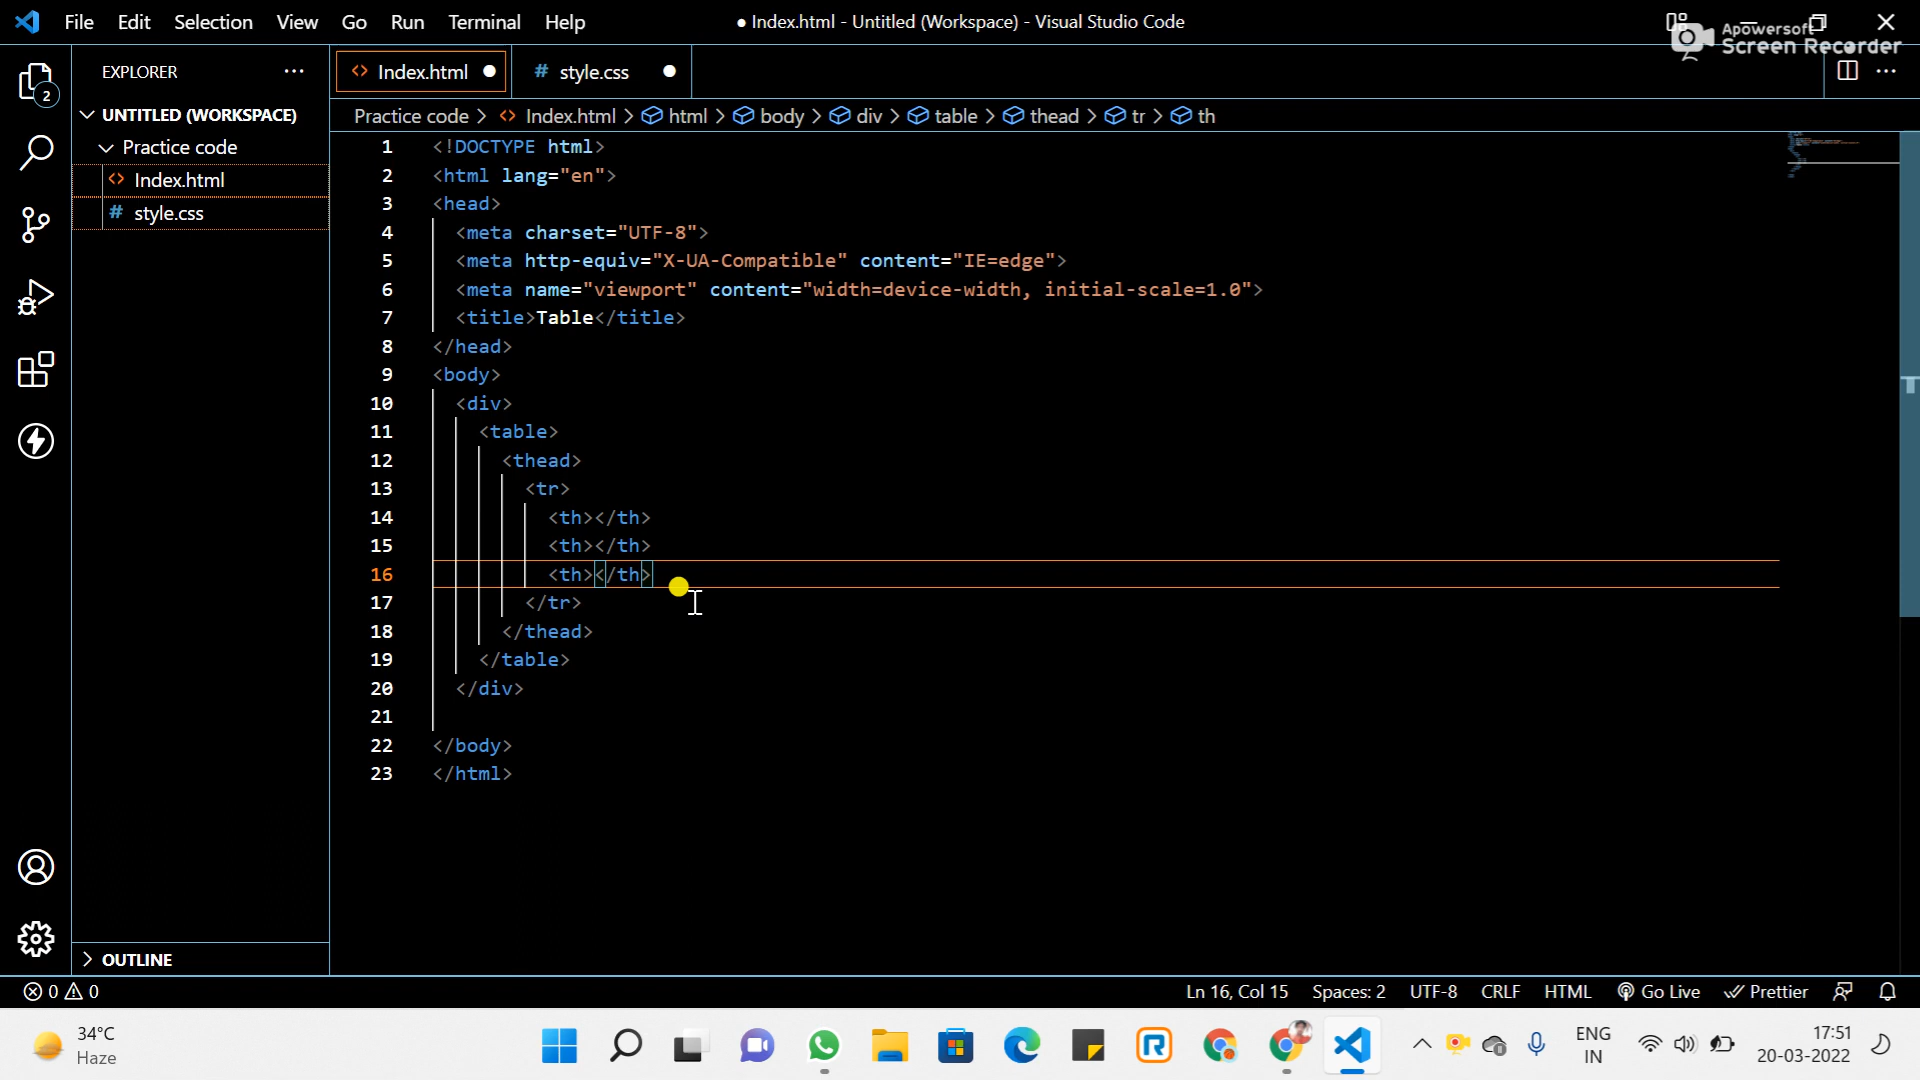 File Edit Selection View Go Run Terminal Help
● Index.html - Untitled (Workspace) - Visual Studio Code
Apowersoft
Screen Recorder
EXPLORER
Index.html
style.css
2
UNTITLED (WORKSPACE)
Practice code > Index.html > html > body > div > table > thead > tr > th
Practice code
Index.html
style.css
1 <!DOCTYPE html>
2 <html lang="en">
3 <head>
4 <meta charset="UTF-8">
5 <meta http-equiv="X-UA-Compatible" content="IE=edge">
6 <meta name="viewport" content="width=device-width, initial-scale=1.0">
7 <title>Table</title>
8 </head>
9 <body>
10 <div>
11 <table>
12 <thead>
13 <tr>
14 <th></th>
15 <th></th>
16 <th></th>
17 </tr>
18 </thead>
19 </table>
20 </div>
21
22 </body>
23 </html>
OUTLINE
0 0
Ln 16, Col 15 Spaces: 2 UTF-8 CRLF HTML Go Live Prettier
34°C
Haze
ENG
IN
17:51
20-03-2022